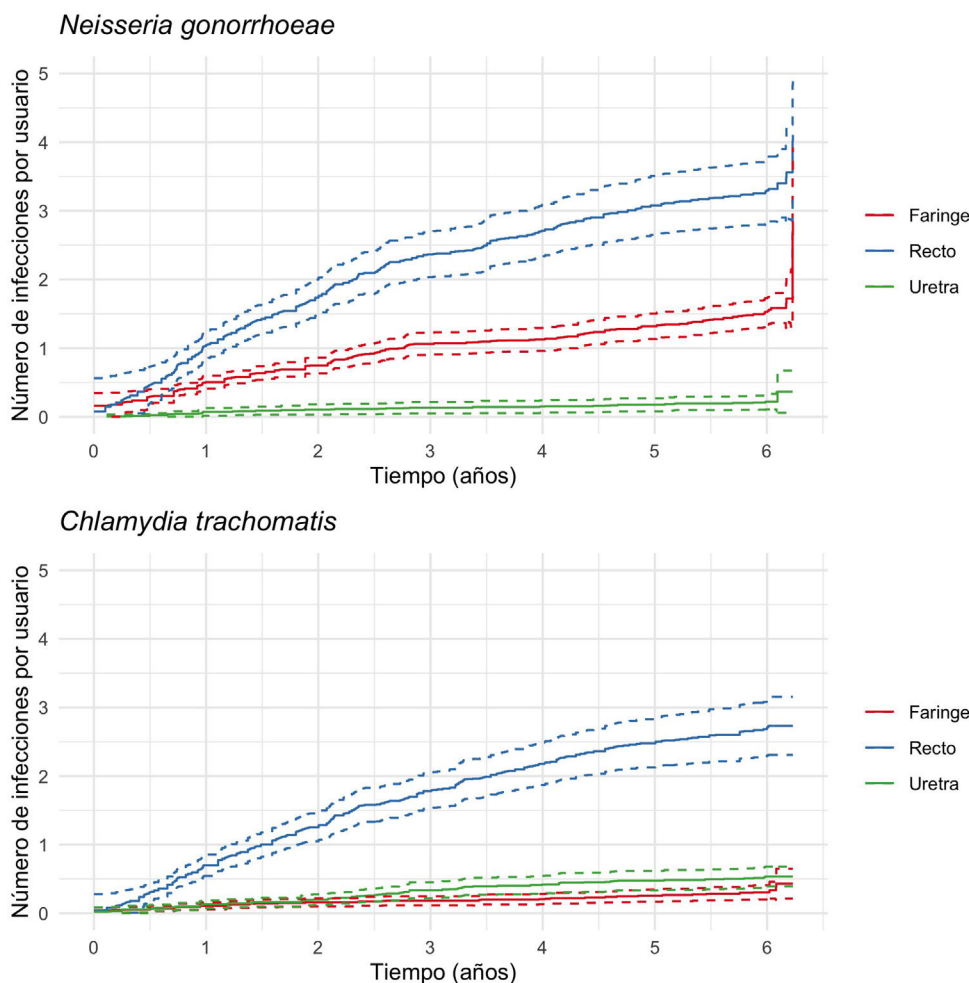 Neisseria gonorrhoeae
Número de infecciones por usuario
5
4
3
2
1
0
0 1 2 3 4 5 6
Tiempo (años)
Faringe
Recto
Uretra
Chlamydia trachomatis
Número de infecciones por usuario
5
4
3
2
1
0
0 1 2 3 4 5 6
Tiempo (años)
Faringe
Recto
Uretra